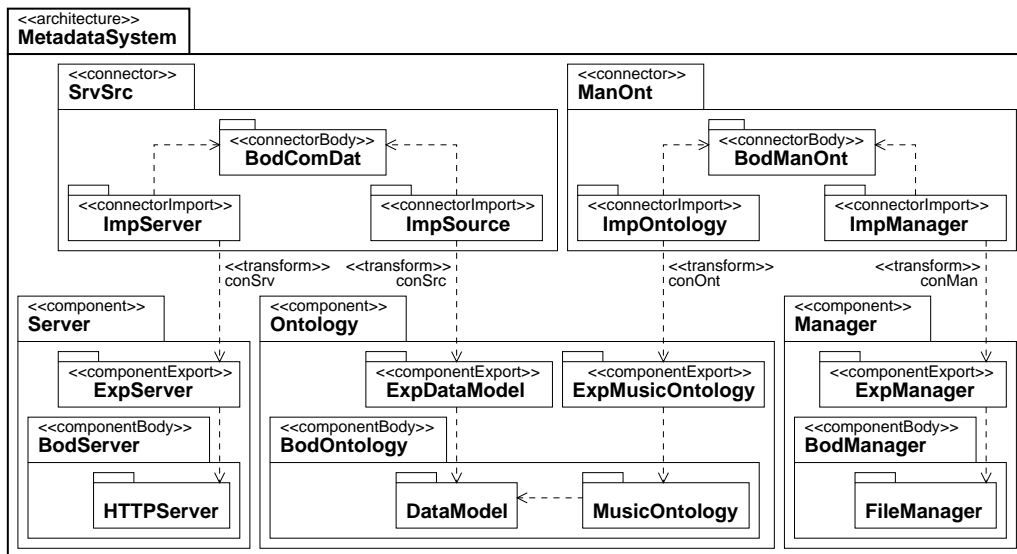 <<architecture>>
MetadataSystem
<<connector>>
SrvSrc
<<connectorBody>>
BodComDat
<<connectorImport>>
ImpServer
<<connectorImport>>
ImpSource
<<connector>>
ManOnt
<<connectorBody>>
BodManOnt
<<connectorImport>>
ImpOntology
<<connectorImport>>
ImpManager
<<transform>>
conSrv
<<transform>>
conSrc
<<transform>>
conOnt
<<transform>>
conMan
<<component>>
Server
<<componentExport>>
ExpServer
<<componentBody>>
BodServer
HTTPServer
<<component>>
Ontology
<<componentExport>>
ExpDataModel
<<componentExport>>
ExpMusicOntology
<<componentBody>>
BodOntology
DataModel
MusicOntology
<<component>>
Manager
<<componentExport>>
ExpManager
<<componentBody>>
BodManager
FileManager